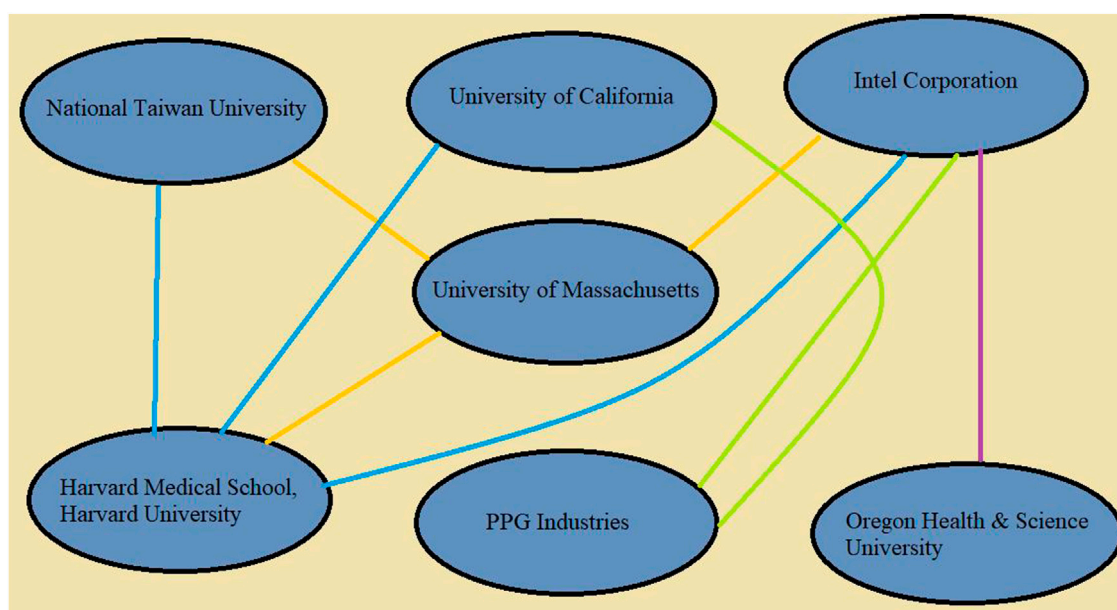 National Taiwan University
University of California
Intel Corporation
University of Massachusetts
Harvard Medical School,
Harvard University
PPG Industries
Oregon Health & Science
University